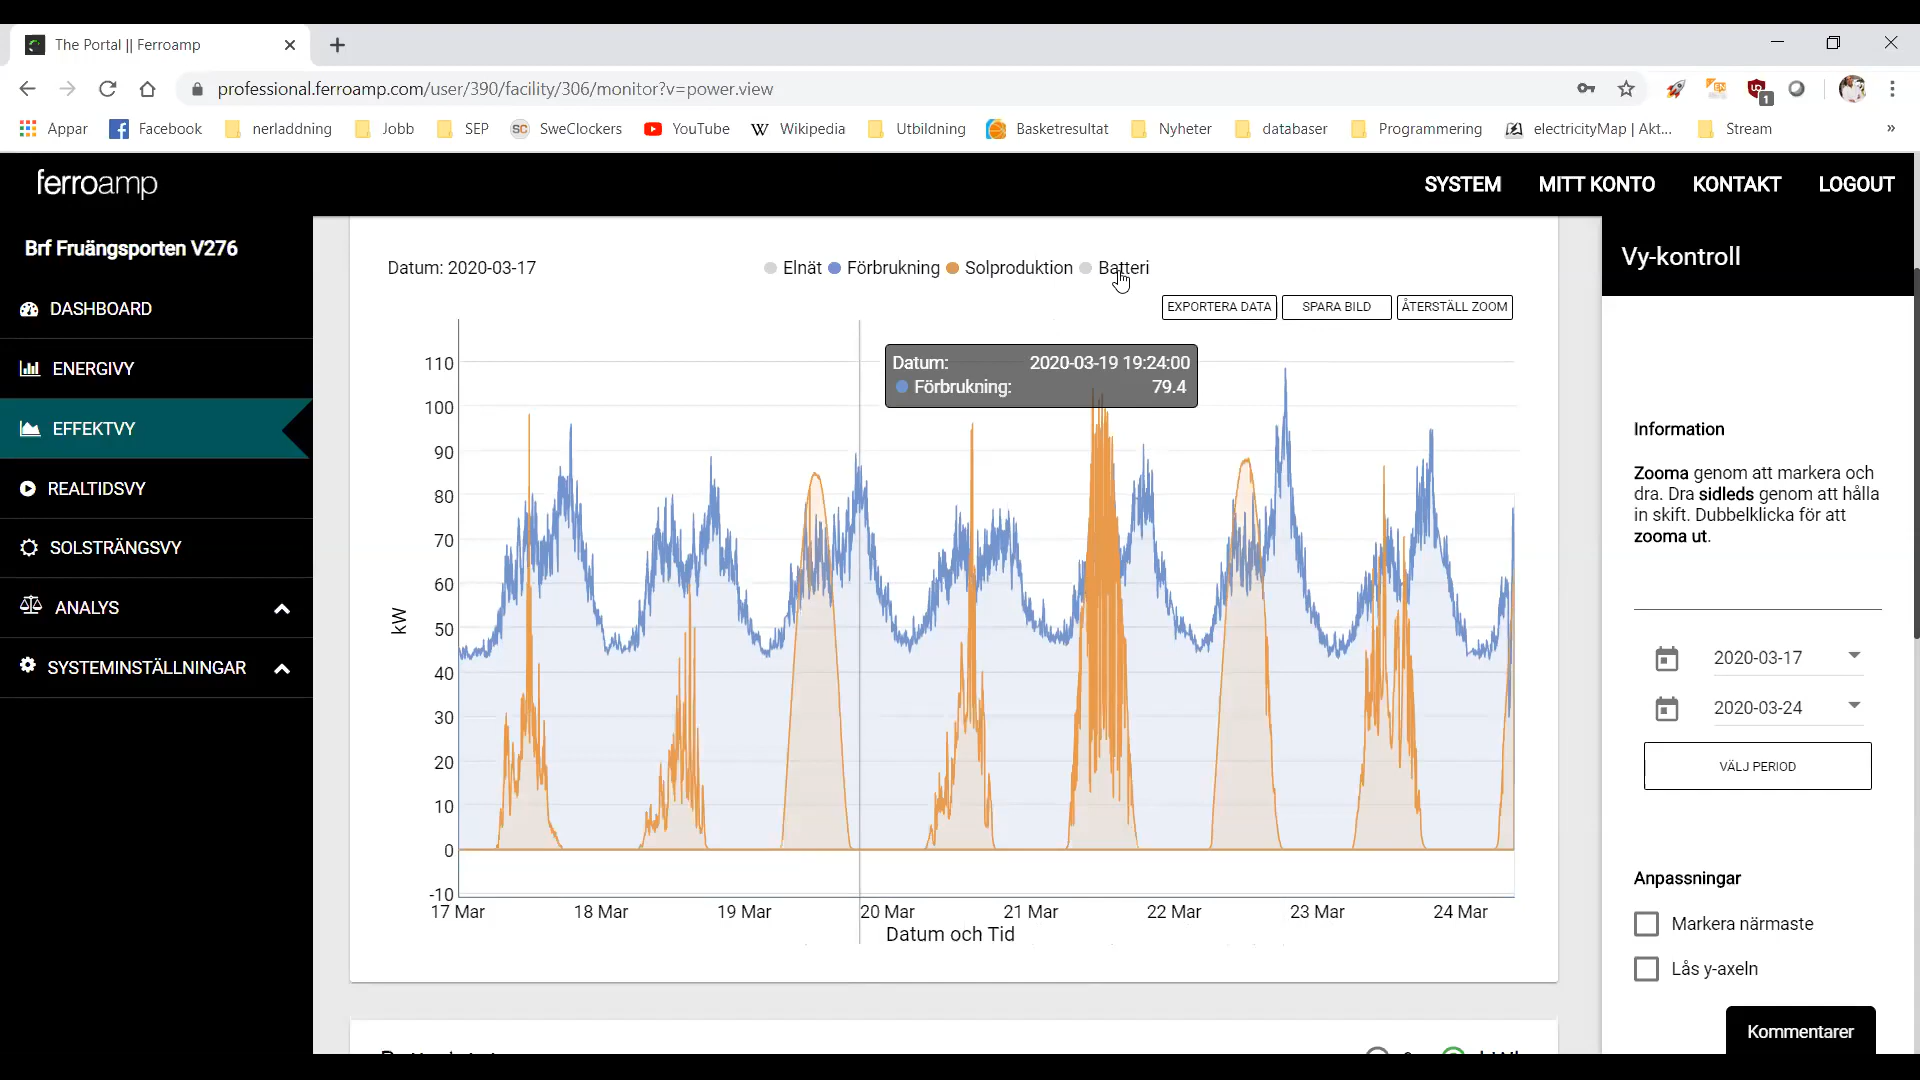 The Portal || Ferroamp
professional.ferroamp.com/user/390/facility/306/monitor?v=power.view
EN
1
Appar
Facebook
nerladdning
Jobb
SEP
SC SweClockers
YouTube
W Wikipedia
Utbildning
Basketresultat
Nyheter
databaser
Programmering
electricityMap | Akt...
Stream
»
ferroamp
SYSTEM
MITT KONTO
KONTAKT
LOGOUT
Brf Fruängsporten V276
DASHBOARD
ENERGIVY
EFFEKTVY
REALTIDSVY
SOLSTRÄNGSVY
ANALYS
SYSTEMINSTÄLLNINGAR
Datum: 2020-03-17
Elnät Förbrukning Solproduktion Batteri
EXPORTERA DATA
SPARA BILD
ÅTERSTÄLL ZOOM
Datum: 2020-03-19 19:24:00
Förbrukning: 79.4
110
100
90
80
70
60
50
40
30
20
10
0
-10
kW
17 Mar
18 Mar
19 Mar
20 Mar
21 Mar
22 Mar
23 Mar
24 Mar
Datum och Tid
Vy-kontroll
Information
Zooma genom att markera och
dra. Dra sidleds genom att hålla
in skift. Dubbelklicka för att
zooma ut.
2020-03-17
2020-03-24
VÄLJ PERIOD
Anpassningar
Markera närmaste
Lås y-axeln
Kommentarer